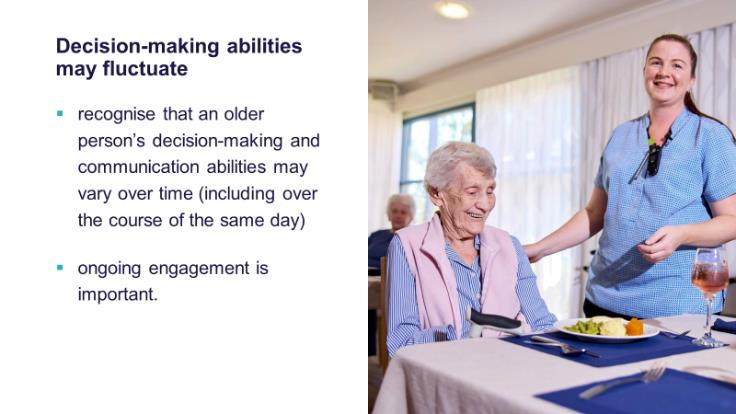 Decision-making abilities
may fluctuate
▪ recognise that an older
person's decision-making and
communication abilities may
vary over time (including over
the course of the same day)
▪ ongoing engagement is
important.